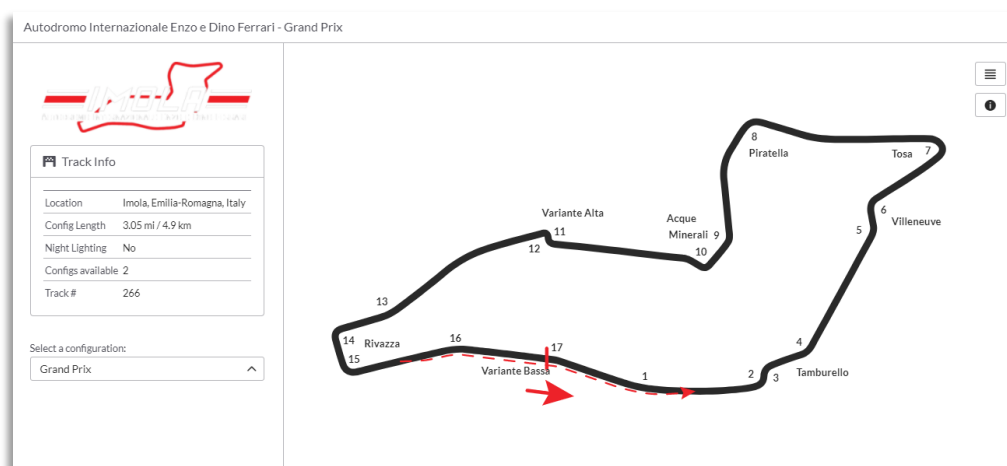 Autodromo Internazionale Enzo e Dino Ferrari - Grand Prix
IMOLA
Track Info
Location Imola, Emilia-Romagna, Italy
Config Length 3.05 mi / 4.9 km
Night Lighting No
Configs available 2
Track # 266
Select a configuration:
Grand Prix
8
Piratella
Tosa 7
6
Villeneuve
5
Variante Alta
11
12
Acque
Minerali 9
10
13
14 Rivazza
15
16
17
Variante Bassa
1
2
3
4
Tamburello